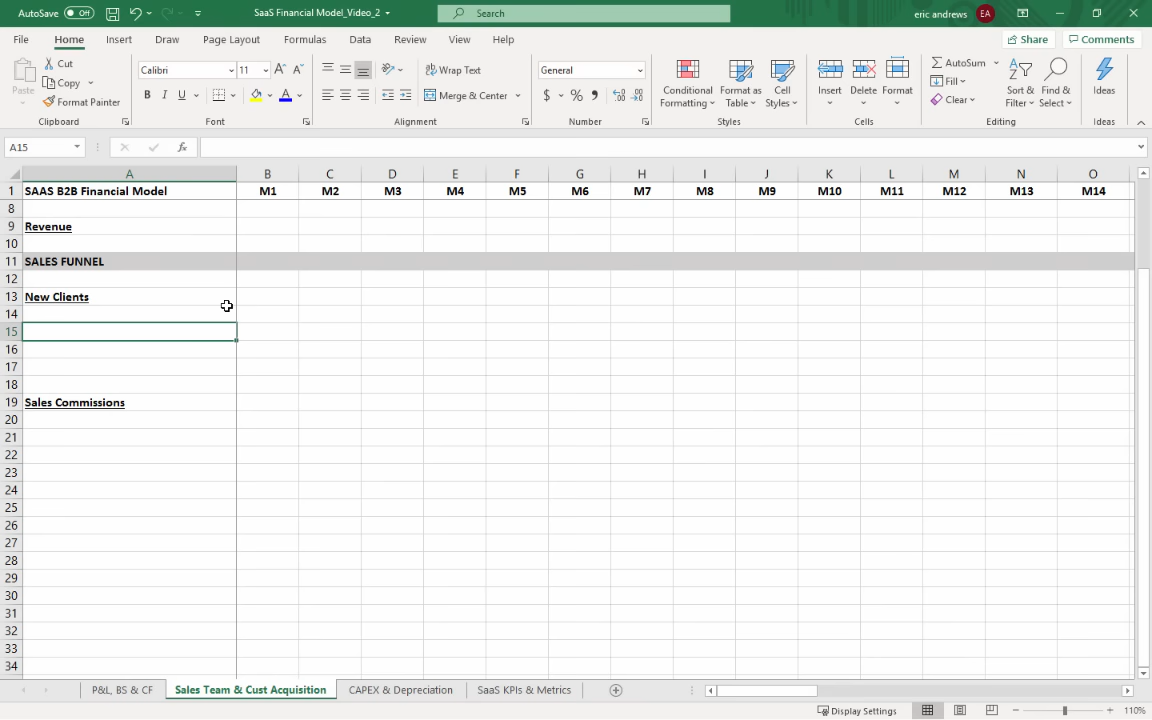 AutoSave Off SaaS Financial Model_Video_2 Search eric andrews EA
File Home Insert Draw Page Layout Formulas Data Review View Help Share Comments
Paste Cut Copy Format Painter Clipboard
Calibri 11 B I U A Font
Wrap Text Merge & Center Alignment
General $ % Number
Conditional Formatting Format as Table Cell Styles Styles
Insert Delete Format Cells
AutoSum Fill Clear Sort & Filter Find & Select Editing
Ideas Ideas
A15 fx
A B C D E F G H I J K L M N O
1 SAAS B2B Financial Model M1 M2 M3 M4 M5 M6 M7 M8 M9 M10 M11 M12 M13 M14
8
9 Revenue
10
11 SALES FUNNEL
12
13 New Clients
14
15
16
17
18
19 Sales Commissions
20
21
22
23
24
25
26
27
28
29
30
31
32
33
34
P&L, BS & CF Sales Team & Cust Acquisition CAPEX & Depreciation SaaS KPIs & Metrics
Display Settings 110%